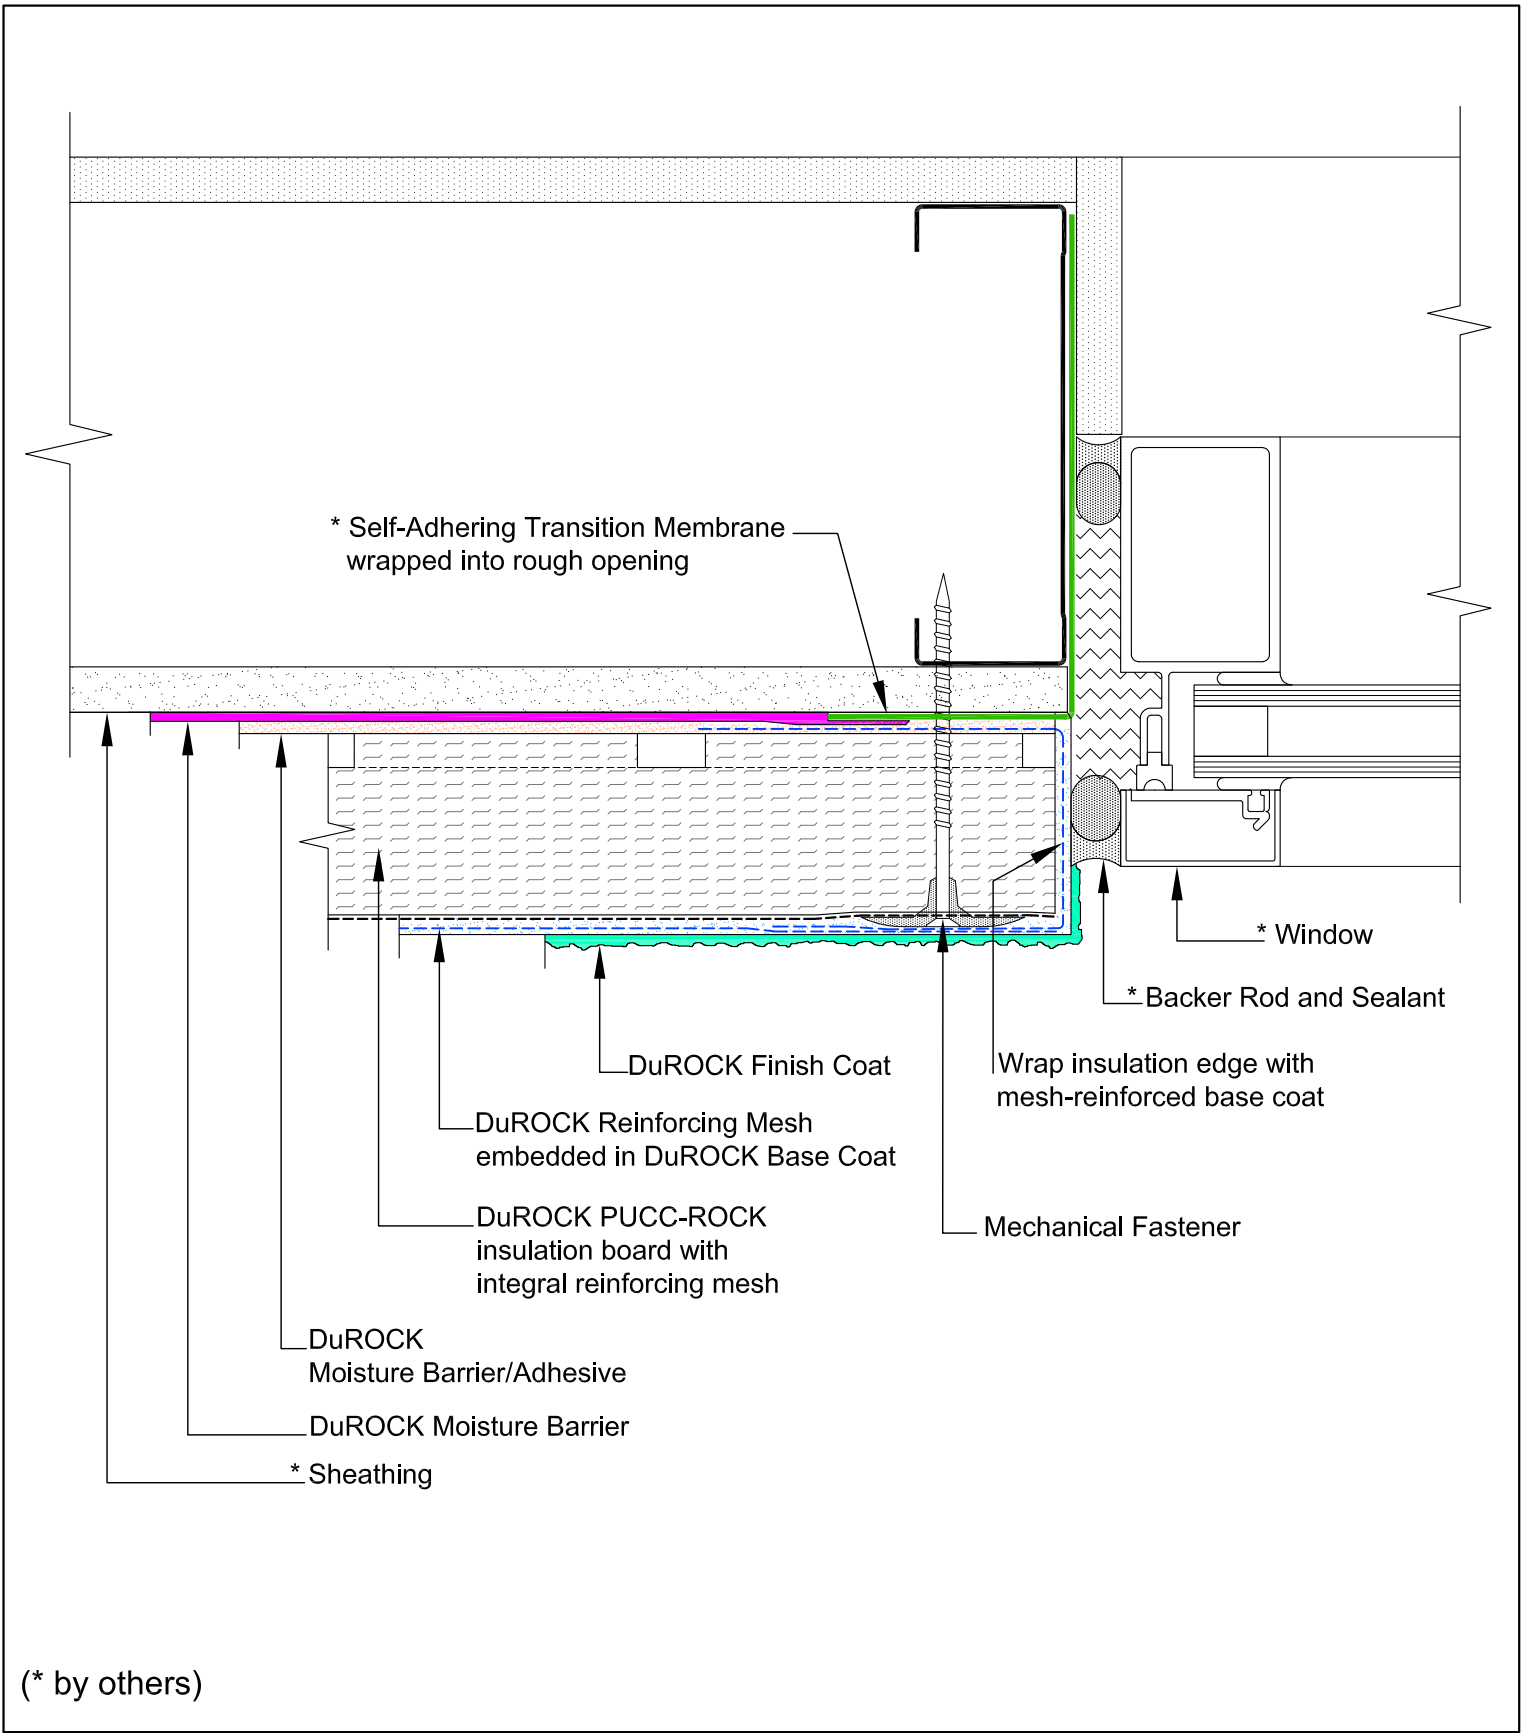 * Self-Adhering Transition Membrane
wrapped into rough opening
* Window
* Backer Rod and Sealant
DuROCK Finish Coat
Wrap insulation edge with
mesh-reinforced base coat
DuROCK Reinforcing Mesh
embedded in DuROCK Base Coat
DuROCK PUCC-ROCK
insulation board with
integral reinforcing mesh
Mechanical Fastener
DuROCK
Moisture Barrier/Adhesive
DuROCK Moisture Barrier
* Sheathing
(* by others)